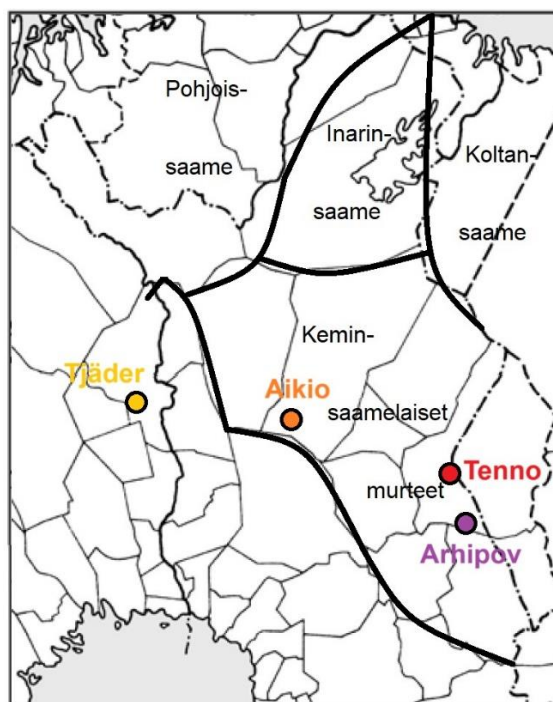 Pohjois-
saame
Inarin-
saame
Koltan-
saame
Kemin-
saamelaiset
murteet
Tjäder
Aikio
Tenno
Arhipov